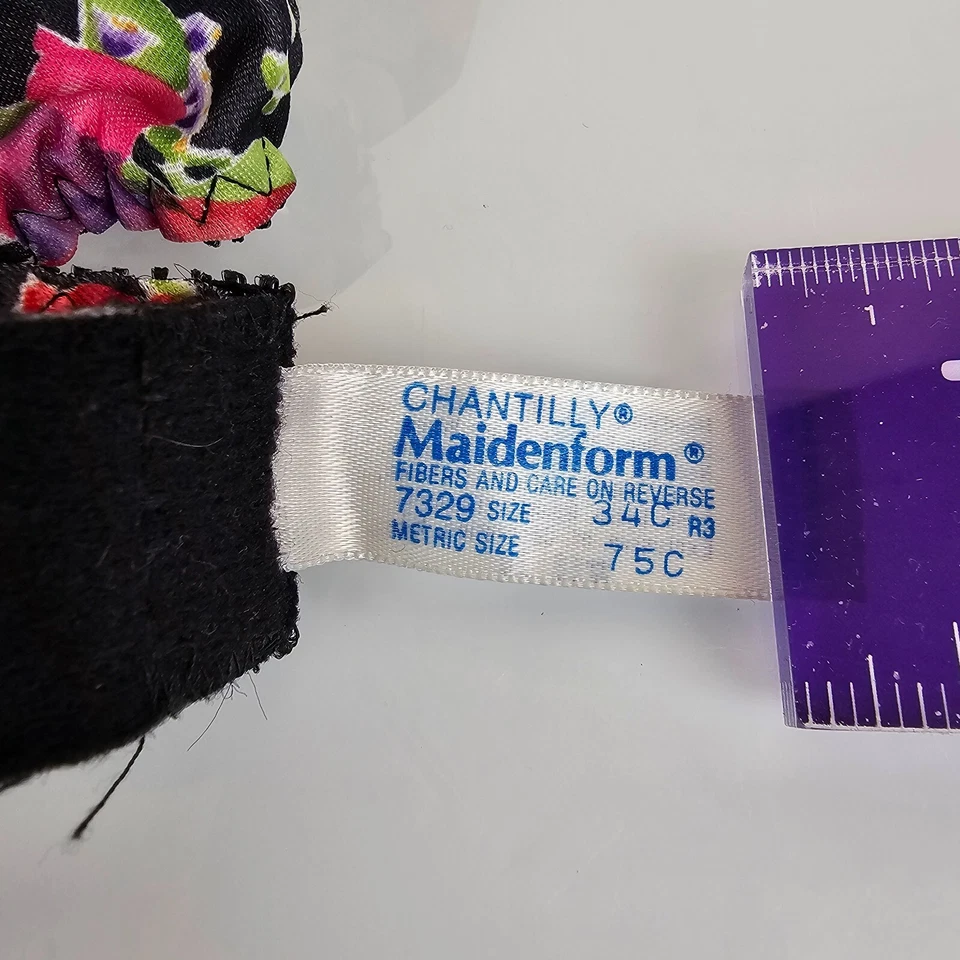 CHANTILLY®
Maidenform®
FIBERS AND CARE ON REVERSE
7329 SIZE 34C R3
METRIC SIZE 75C
1